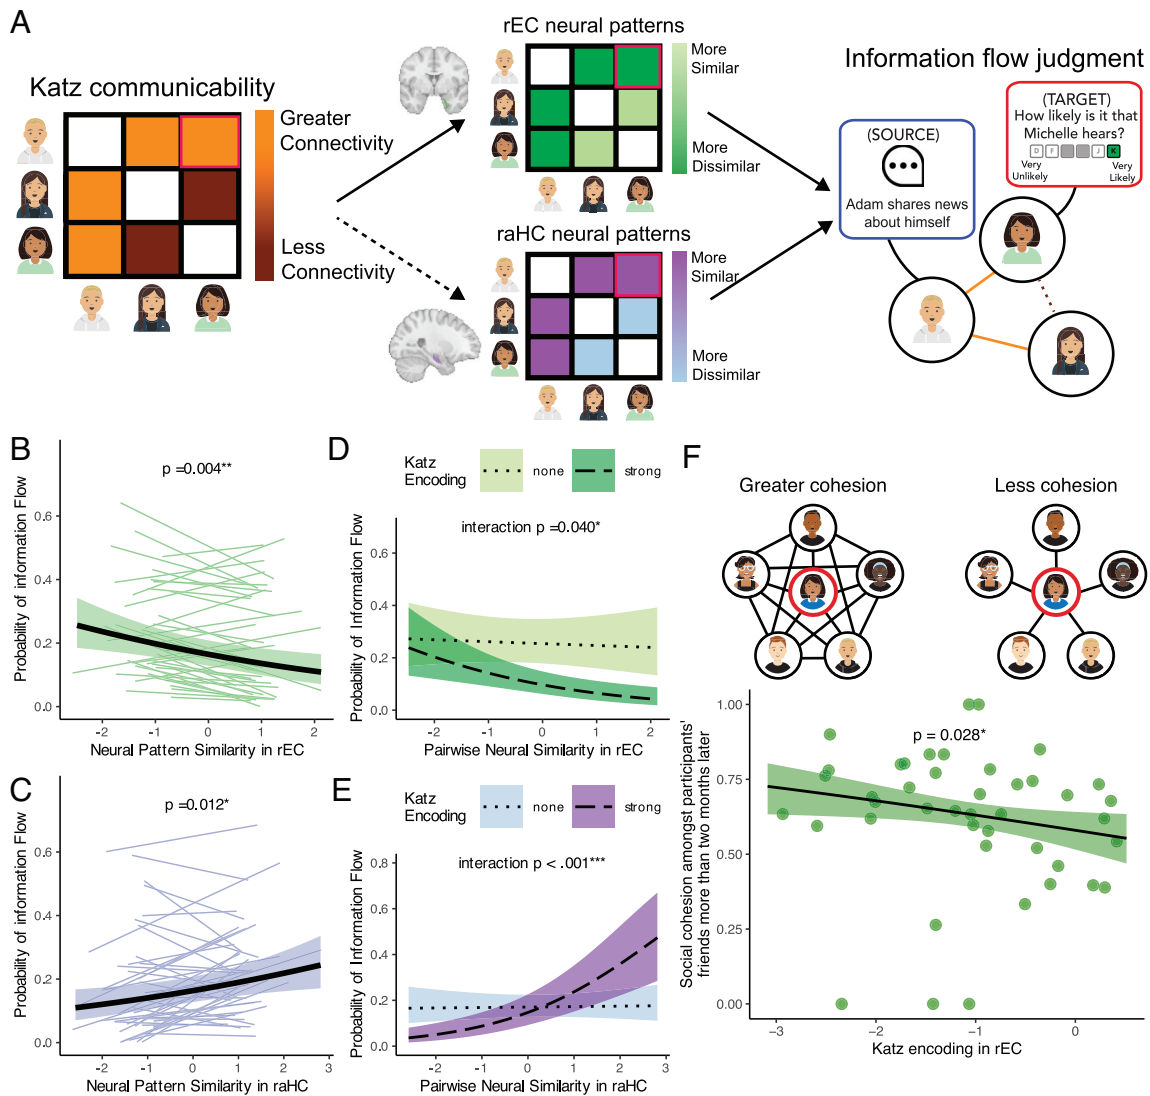 A
Katz communicability
Greater
Connectivity
Less
Connectivity
rEC neural patterns
More
Similar
More
Dissimilar
raHC neural patterns
More
Similar
More
Dissimilar
Information flow judgment
(SOURCE)
Adam shares news
about himself
(TARGET)
How likely is it that
Michelle hears?
D F J K
Very
Unlikely
Very
Likely
B
p =0.004**
Probability of information Flow
0.6
0.4
0.2
0.0
-2 -1 0 1 2
Neural Pattern Similarity in rEC
C
p =0.012*
Probability of information Flow
0.6
0.4
0.2
0.0
-2 -1 0 1 2 3
Neural Pattern Similarity in raHC
D
Katz
Encoding
none
strong
interaction p =0.040*
Probability of Information Flow
0.6
0.4
0.2
0.0
-2 -1 0 1 2
Pairwise Neural Similarity in rEC
E
Katz
Encoding
none
strong
interaction p < .001***
Probability of Information Flow
0.8
0.6
0.4
0.2
0.0
-2 -1 0 1 2 3
Pairwise Neural Similarity in raHC
F
Greater cohesion
Less cohesion
p = 0.028*
Social cohesion amongst participants'
friends more than two months later
1.00
0.75
0.50
0.25
0.00
-3 -2 -1 0
Katz encoding in rEC